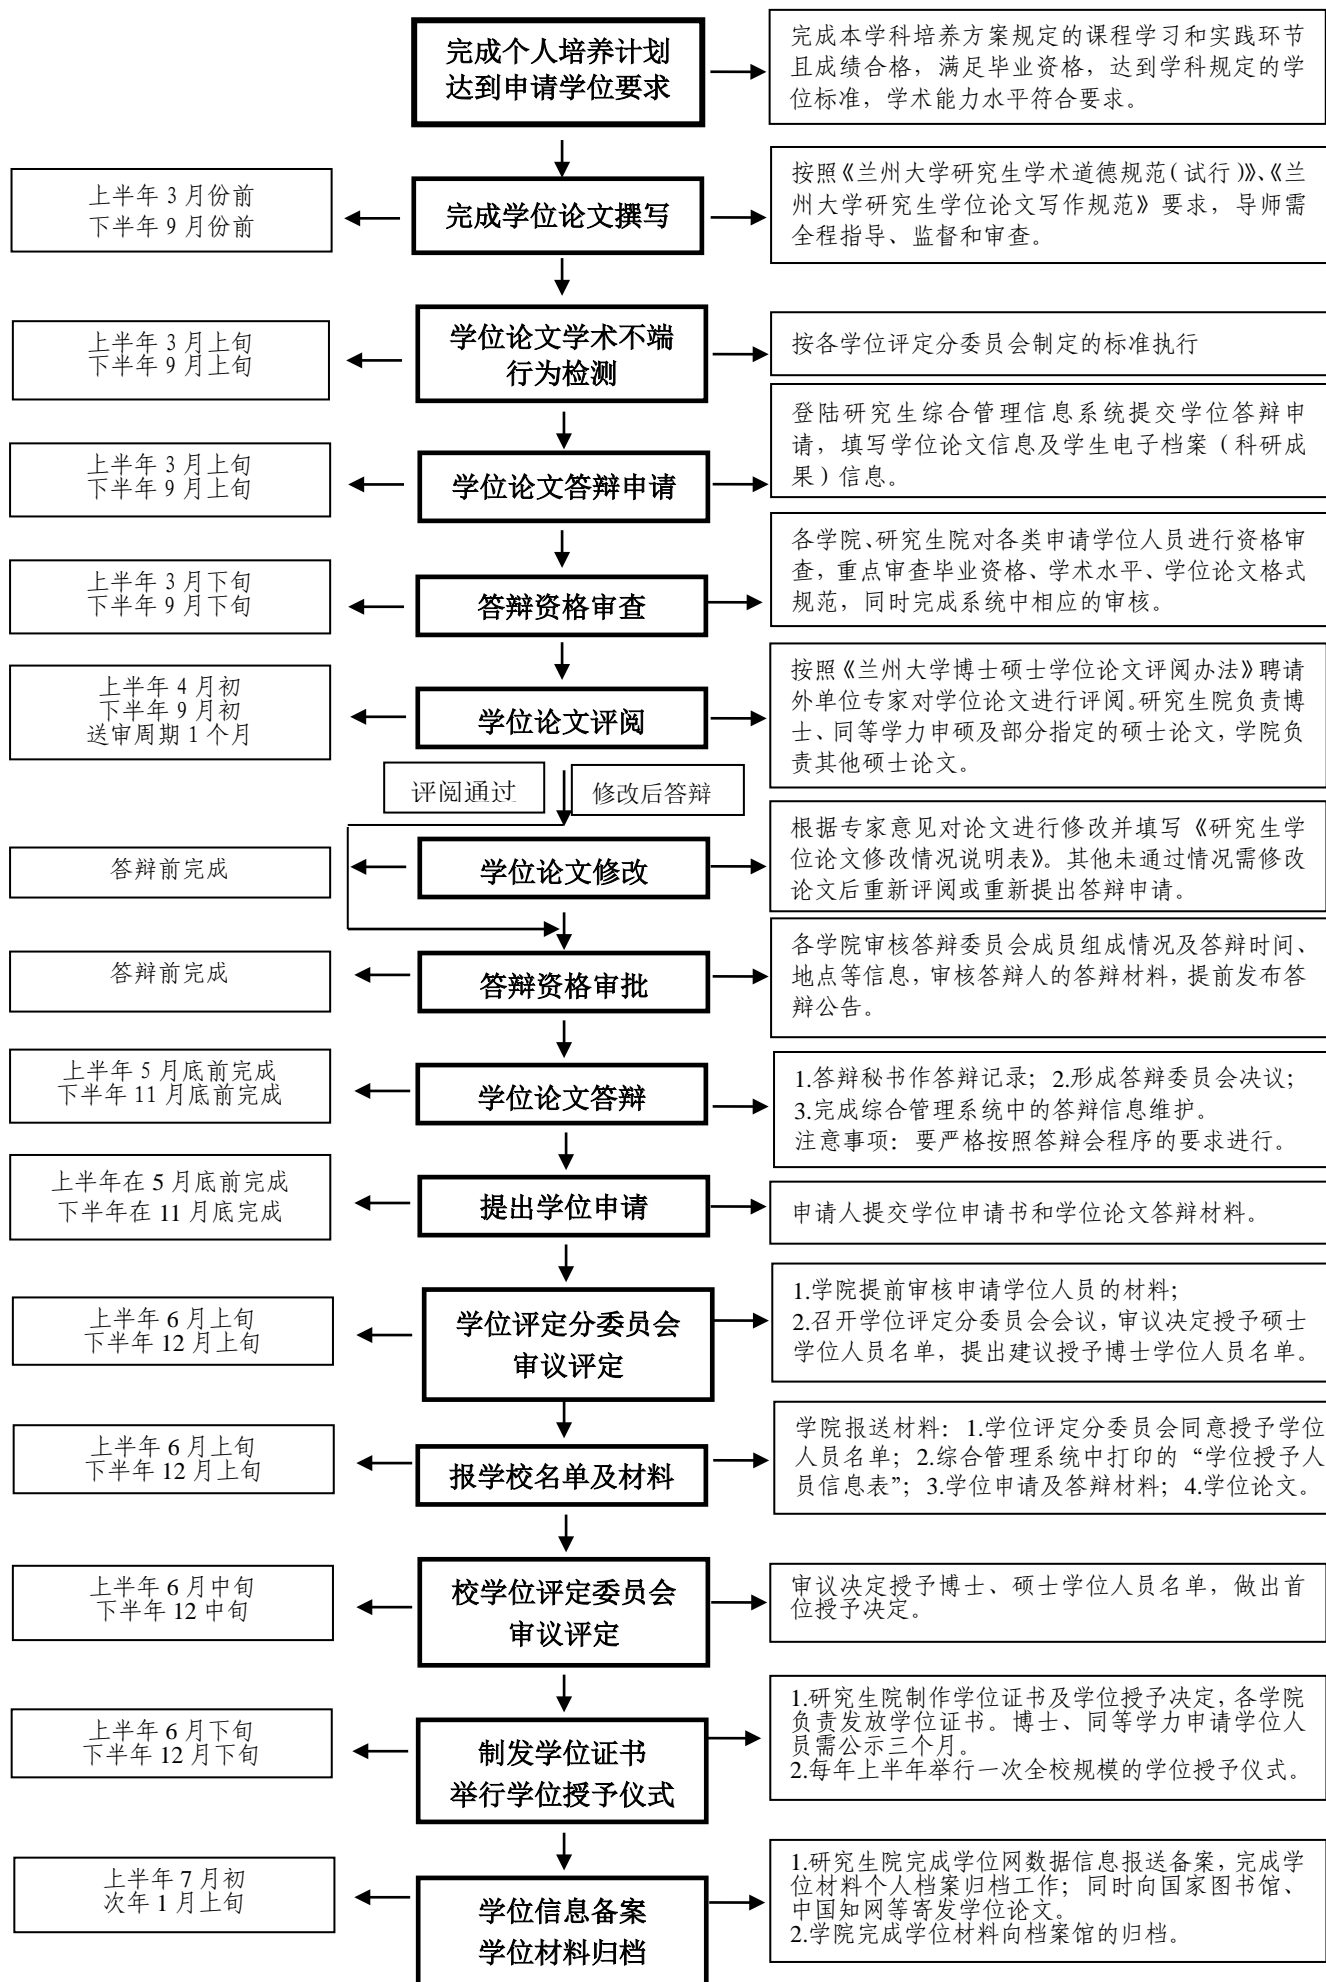 完成个人培养计划
达到申请学位要求
完成本学科培养方案规定的课程学习和实践环节
且成绩合格，满足毕业资格，达到学科规定的学
位标准，学术能力水平符合要求。
上半年 3 月份前
下半年 9 月份前
完成学位论文撰写
按照《兰州大学研究生学术道德规范（试行）》、《兰
州大学研究生学位论文写作规范》要求，导师需
全程指导、监督和审查。
上半年 3 月上旬
下半年 9 月上旬
学位论文学术不端
行为检测
按各学位评定分委员会制定的标准执行
上半年 3 月上旬
下半年 9 月上旬
学位论文答辩申请
登陆研究生综合管理信息系统提交学位答辩申
请，填写学位论文信息及学生电子档案（科研成
果）信息。
上半年 3 月下旬
下半年 9 月下旬
答辩资格审查
各学院、研究生院对各类申请学位人员进行资格审
查，重点审查毕业资格、学术水平、学位论文格式
规范，同时完成系统中相应的审核。
上半年 4 月初
下半年 9 月初
送审周期 1 个月
学位论文评阅
按照《兰州大学博士硕士学位论文评阅办法》聘请
外单位专家对学位论文进行评阅。研究生院负责博
士、同等学力申硕及部分指定的硕士论文，学院负
责其他硕士论文。
评阅通过
修改后答辩
答辩前完成
学位论文修改
根据专家意见对论文进行修改并填写《研究生学
位论文修改情况说明表》。其他未通过情况需修改
论文后重新评阅或重新提出答辩申请。
答辩前完成
答辩资格审批
各学院审核答辩委员会成员组成情况及答辩时间、
地点等信息，审核答辩人的答辩材料，提前发布答
辩公告。
上半年 5 月底前完成
下半年 11 月底前完成
学位论文答辩
1.答辩秘书作答辩记录；2.形成答辩委员会决议；
3.完成综合管理系统中的答辩信息维护。
注意事项：要严格按照答辩会程序的要求进行。
上半年在 5 月底前完成
下半年在 11 月底完成
提出学位申请
申请人提交学位申请书和学位论文答辩材料。
上半年 6 月上旬
下半年 12 月上旬
学位评定分委员会
审议评定
1.学院提前审核申请学位人员的材料；
2.召开学位评定分委员会会议，审议决定授予硕士
学位人员名单，提出建议授予博士学位人员名单。
上半年 6 月上旬
下半年 12 月上旬
报学校名单及材料
学院报送材料：1.学位评定分委员会同意授予学位
人员名单；2.综合管理系统中打印的“学位授予人
员信息表”；3.学位申请及答辩材料；4.学位论文。
上半年 6 月中旬
下半年 12 中旬
校学位评定委员会
审议评定
审议决定授予博士、硕士学位人员名单，做出首
位授予决定。
上半年 6 月下旬
下半年 12 月下旬
制发学位证书
举行学位授予仪式
1.研究生院制作学位证书及学位授予决定，各学院
负责发放学位证书。博士、同等学力申请学位人
员需公示三个月。
2.每年上半年举行一次全校规模的学位授予仪式。
上半年 7 月初
次年 1 月上旬
学位信息备案
学位材料归档
1.研究生院完成学位网数据信息报送备案，完成学
位材料个人档案归档工作；同时向国家图书馆、
中国知网等寄发学位论文。
2.学院完成学位材料向档案馆的归档。